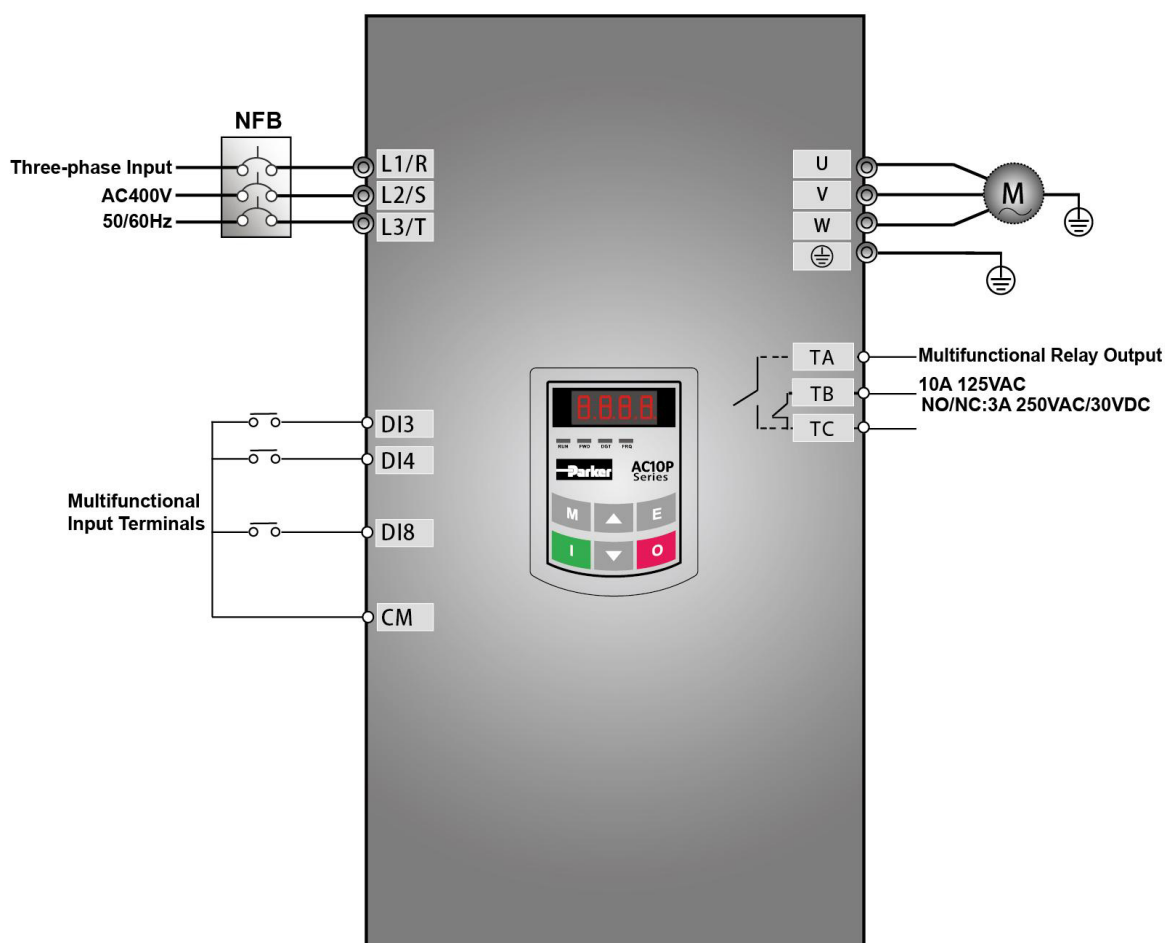 NFB
Three-phase Input
AC400V
50/60Hz
L1/R
L2/S
L3/T
U
V
W
M
TA
TB
TC
Multifunctional Relay Output
10A 125VAC
NO/NC:3A 250VAC/30VDC
8.8.8.8
RUN FWD DGT FRQ
Parker
AC10P
Series
M E
I O
Multifunctional
Input Terminals
DI3
DI4
DI8
CM